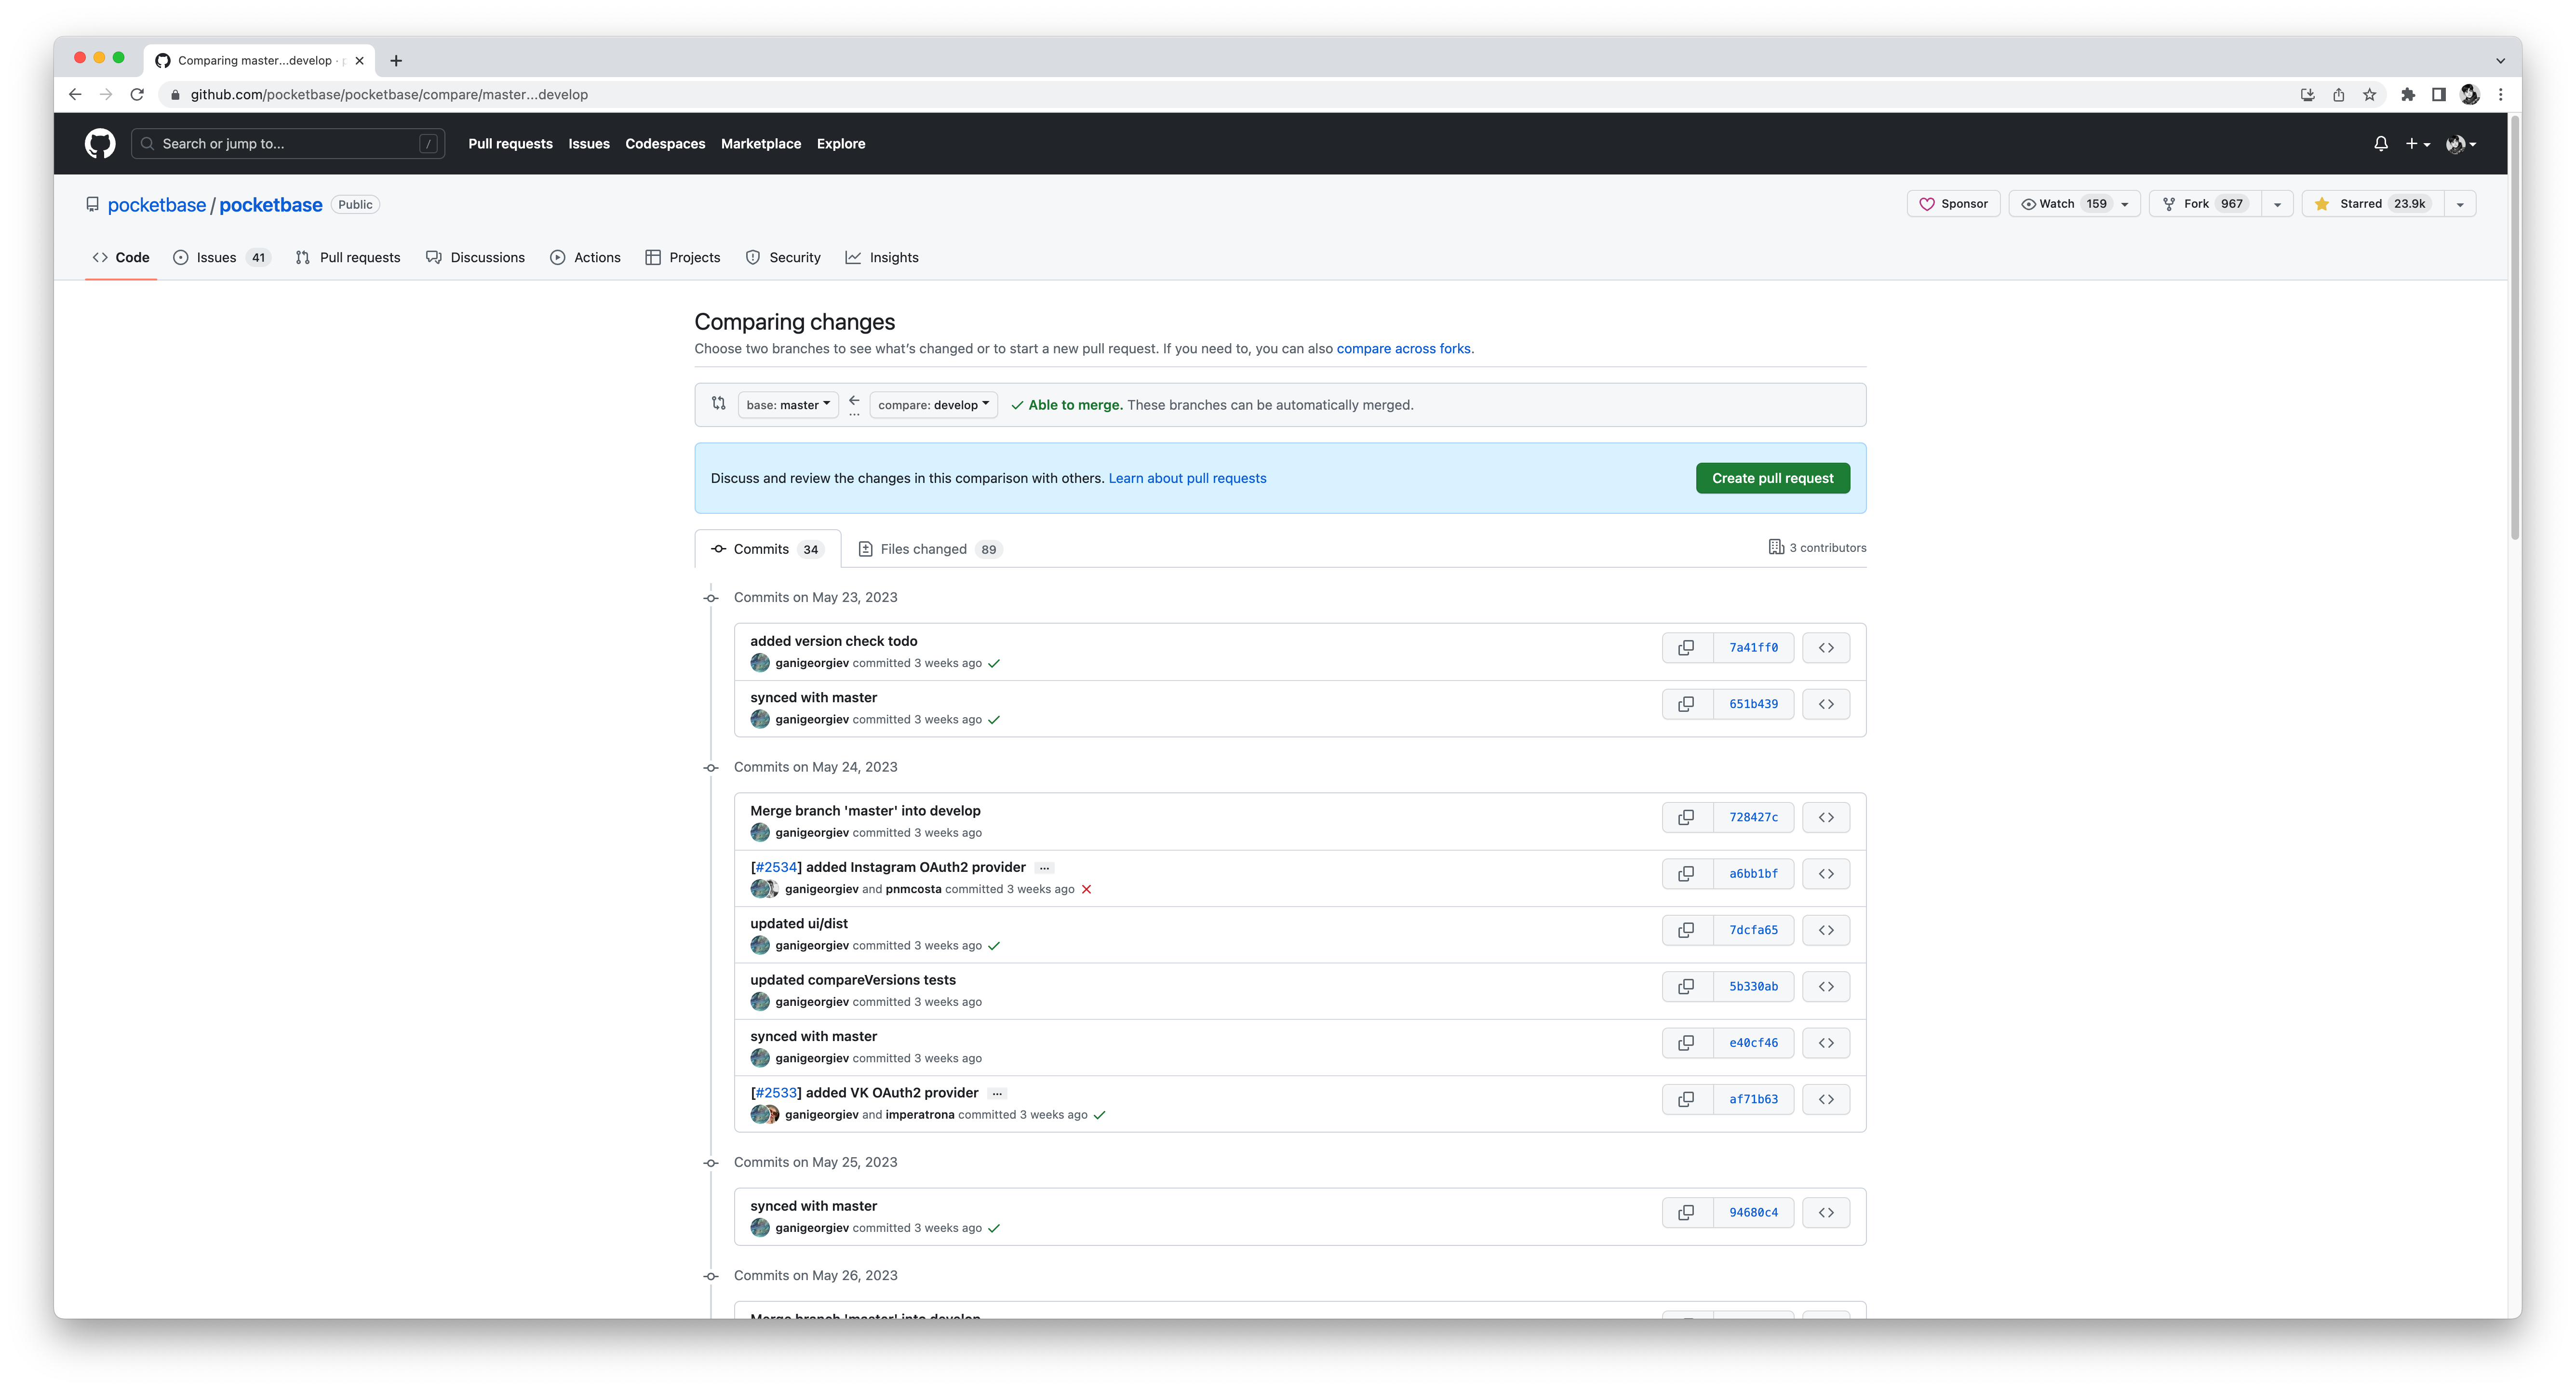 Comparing master...develop ·
github.com/pocketbase/pocketbase/compare/master...develop
Search or jump to... /
Pull requests Issues Codespaces Marketplace Explore
pocketbase / pocketbase Public
Sponsor Watch 159 Fork 967 Starred 23.9k
Code Issues 41 Pull requests Discussions Actions Projects Security Insights
Comparing changes
Choose two branches to see what's changed or to start a new pull request. If you need to, you can also compare across forks.
base: master ... compare: develop Able to merge. These branches can be automatically merged.
Discuss and review the changes in this comparison with others. Learn about pull requests Create pull request
Commits 34 Files changed 89 3 contributors
Commits on May 23, 2023
added version check todo
ganigeorgiev committed 3 weeks ago
7a41ff0
synced with master
ganigeorgiev committed 3 weeks ago
651b439
Commits on May 24, 2023
Merge branch 'master' into develop
ganigeorgiev committed 3 weeks ago
728427c
[#2534] added Instagram OAuth2 provider ...
ganigeorgiev and pnmcosta committed 3 weeks ago
a6bb1bf
updated ui/dist
ganigeorgiev committed 3 weeks ago
7dcfa65
updated compareVersions tests
ganigeorgiev committed 3 weeks ago
5b330ab
synced with master
ganigeorgiev committed 3 weeks ago
e40cf46
[#2533] added VK OAuth2 provider ...
ganigeorgiev and imperatrona committed 3 weeks ago
af71b63
Commits on May 25, 2023
synced with master
ganigeorgiev committed 3 weeks ago
94680c4
Commits on May 26, 2023
Merge branch 'master' into develop